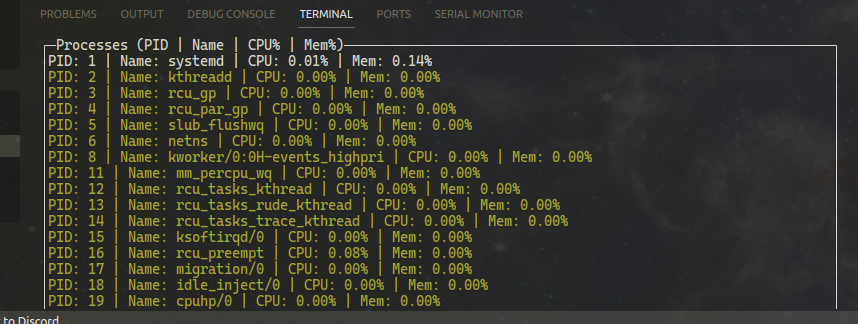 PROBLEMS OUTPUT DEBUG CONSOLE TERMINAL PORTS SERIAL MONITOR
Processes (PID | Name | CPU% | Mem%)
PID: 1 | Name: systemd | CPU: 0.01% | Mem: 0.14%
PID: 2 | Name: kthreadd | CPU: 0.00% | Mem: 0.00%
PID: 3 | Name: rcu_gp | CPU: 0.00% | Mem: 0.00%
PID: 4 | Name: rcu_par_gp | CPU: 0.00% | Mem: 0.00%
PID: 5 | Name: slub_flushwq | CPU: 0.00% | Mem: 0.00%
PID: 6 | Name: netns | CPU: 0.00% | Mem: 0.00%
PID: 8 | Name: kworker/0:0H-events_highpri | CPU: 0.00% | Mem: 0.00%
PID: 11 | Name: mm_percpu_wq | CPU: 0.00% | Mem: 0.00%
PID: 12 | Name: rcu_tasks_kthread | CPU: 0.00% | Mem: 0.00%
PID: 13 | Name: rcu_tasks_rude_kthread | CPU: 0.00% | Mem: 0.00%
PID: 14 | Name: rcu_tasks_trace_kthread | CPU: 0.00% | Mem: 0.00%
PID: 15 | Name: ksoftirqd/0 | CPU: 0.00% | Mem: 0.00%
PID: 16 | Name: rcu_preempt | CPU: 0.08% | Mem: 0.00%
PID: 17 | Name: migration/0 | CPU: 0.00% | Mem: 0.00%
PID: 18 | Name: idle_inject/0 | CPU: 0.00% | Mem: 0.00%
PID: 19 | Name: cpuhp/0 | CPU: 0.00% | Mem: 0.00%
to Discord